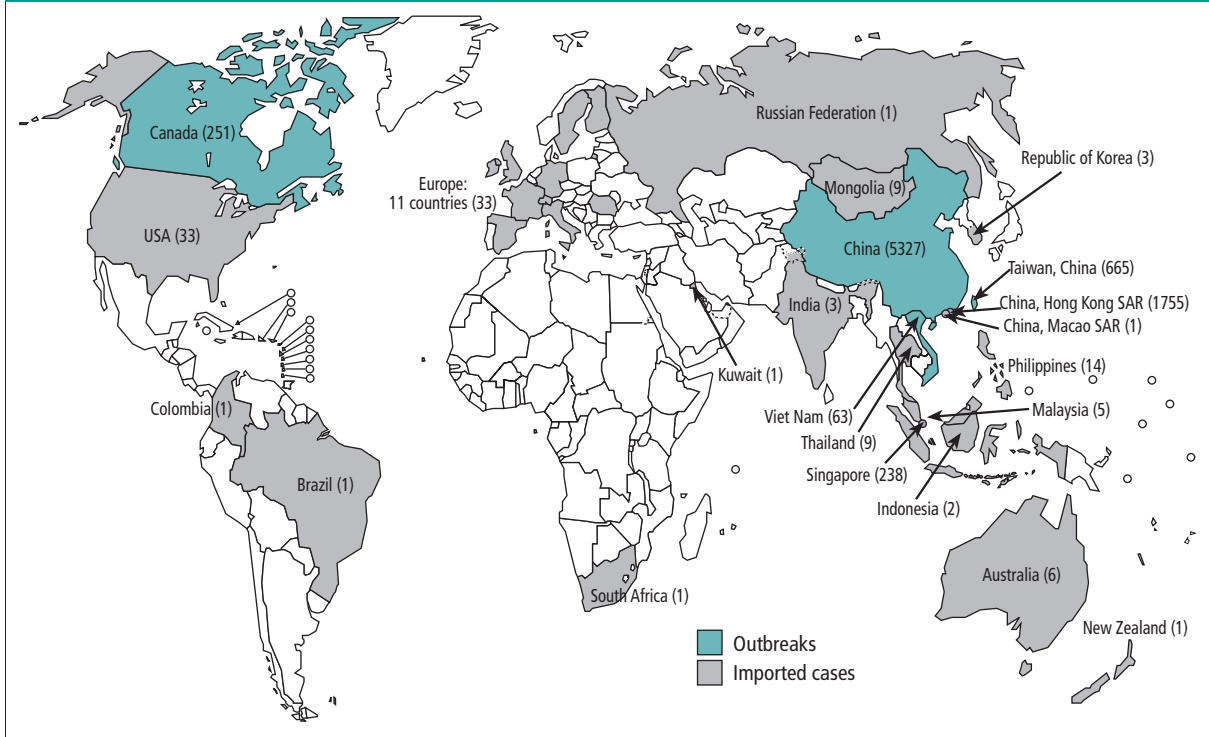 Canada (251)
USA (33)
Colombia (1)
Brazil (1)
Europe:
11 countries (33)
Russian Federation (1)
Mongolia (9)
Republic of Korea (3)
China (5327)
Taiwan, China (665)
China, Hong Kong SAR (1755)
China, Macao SAR (1)
India (3)
Kuwait (1)
Philippines (14)
Viet Nam (63)
Malaysia (5)
Thailand (9)
Singapore (238)
Indonesia (2)
South Africa (1)
Australia (6)
New Zealand (1)
Outbreaks
Imported cases